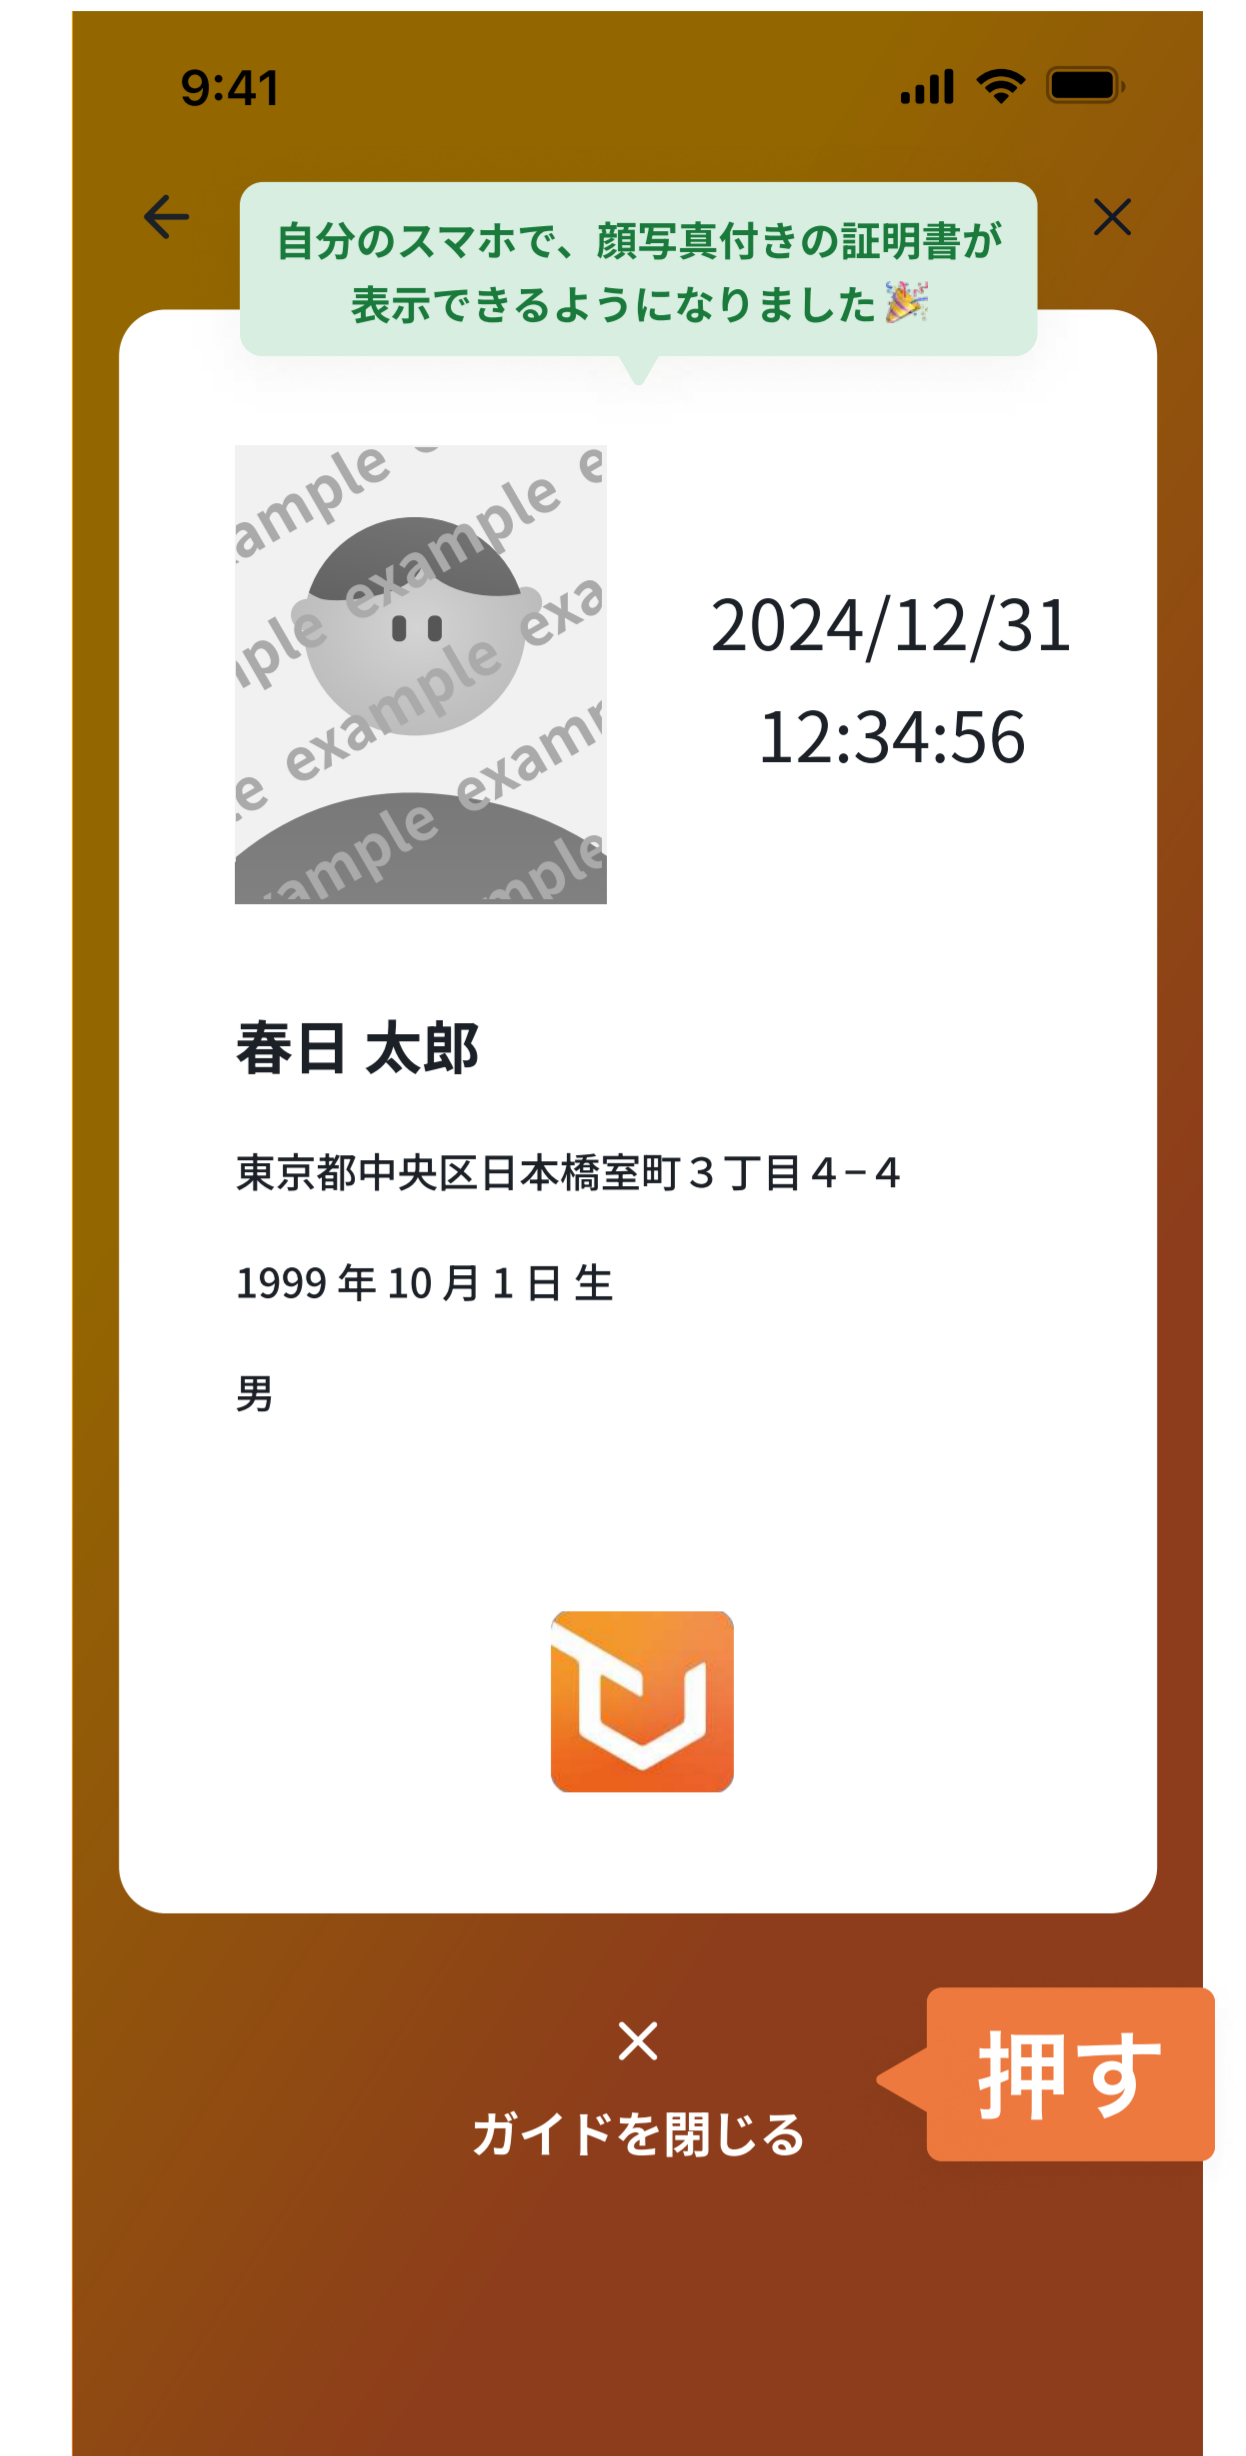 9:41
自分のスマホで、顔写真付きの証明書が
表示できるようになりました🎉
ample
example e
mple exa
example
e examp
example
mple
2024/12/31
12:34:56
春日 太郎
東京都中央区日本橋室町３丁目４−４
1999 年 10 月 1 日 生
男
押す
ガイドを閉じる